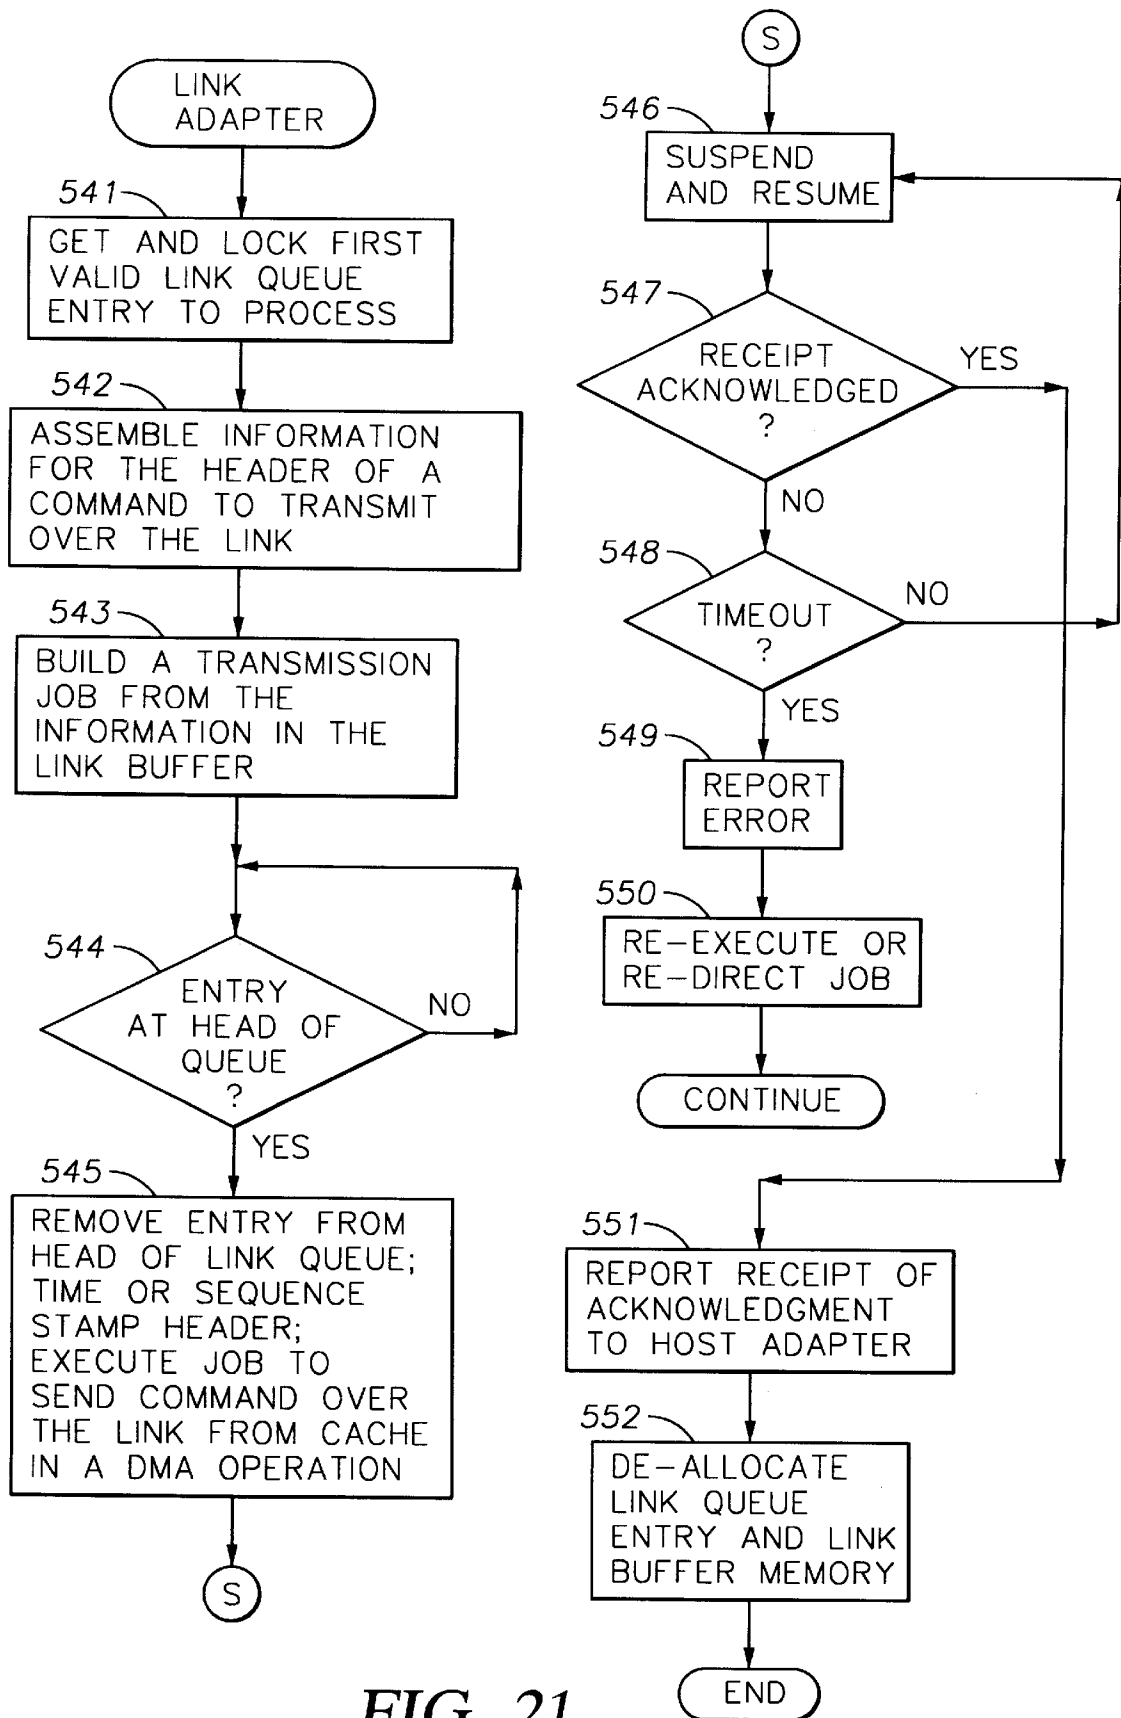 LINK
ADAPTER
541
GET AND LOCK FIRST
VALID LINK QUEUE
ENTRY TO PROCESS
542
ASSEMBLE INFORMATION
FOR THE HEADER OF A
COMMAND TO TRANSMIT
OVER THE LINK
543
BUILD A TRANSMISSION
JOB FROM THE
INFORMATION IN THE
LINK BUFFER
544
ENTRY
AT HEAD OF
QUEUE
?
NO
YES
545
REMOVE ENTRY FROM
HEAD OF LINK QUEUE;
TIME OR SEQUENCE
STAMP HEADER;
EXECUTE JOB TO
SEND COMMAND OVER
THE LINK FROM CACHE
IN A DMA OPERATION
S
S
546
SUSPEND
AND RESUME
547
RECEIPT
ACKNOWLEDGED
?
YES
NO
548
TIMEOUT
?
NO
YES
549
REPORT
ERROR
550
RE-EXECUTE OR
RE-DIRECT JOB
CONTINUE
551
REPORT RECEIPT OF
ACKNOWLEDGMENT
TO HOST ADAPTER
552
DE-ALLOCATE
LINK QUEUE
ENTRY AND LINK
BUFFER MEMORY
END
FIG. 21